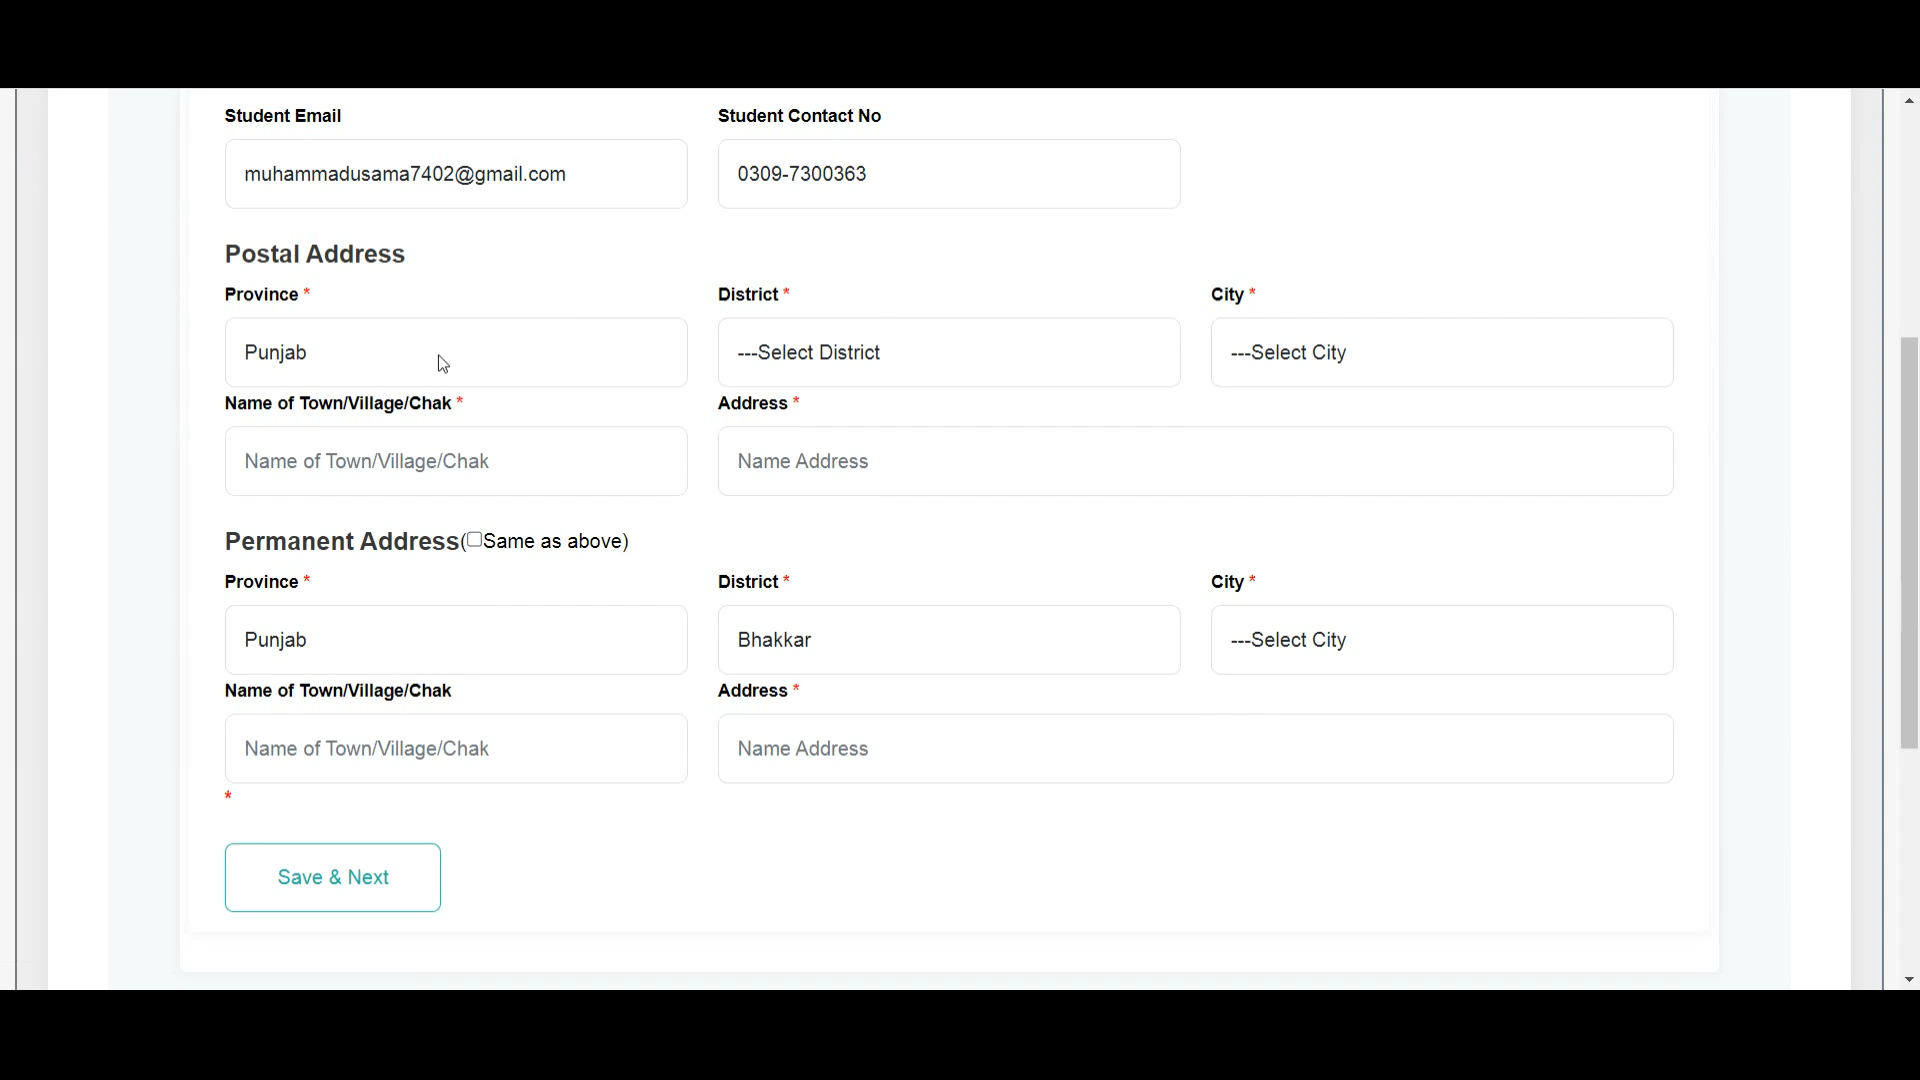 Student Email Student Contact No
muhammadusama7402@gmail.com 0309-7300363
Postal Address
Province * District * City *
Punjab ---Select District ---Select City
Name of Town/Village/Chak * Address *
Name of Town/Village/Chak Name Address
Permanent Address(Same as above)
Province * District * City *
Punjab Bhakkar ---Select City
Name of Town/Village/Chak Address *
Name of Town/Village/Chak Name Address
*
Save & Next